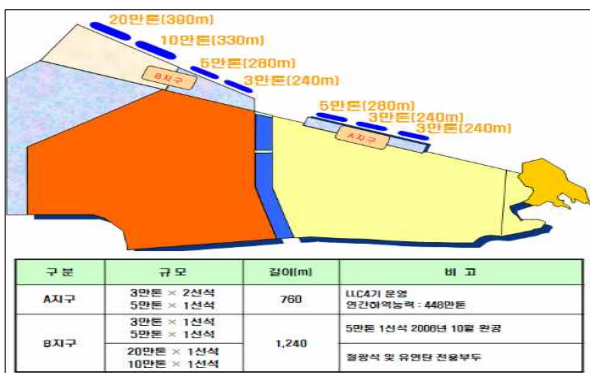 20만톤(390m)
10만톤(330m)
5만톤(280m)
3만톤(240m)
B지구
5만톤(280m)
3만톤(240m)
3만톤(240m)
A지구
구 분 규 모 길이(m) 비 고
A지구 3만톤 × 2선석 5만톤 × 1선석 760 LLC4기 운영
연간하역능력 : 448만톤
B지구 3만톤 × 1선석 5만톤 × 1선석 1,240 5만톤 1선석 2006년 10월 완공
20만톤 × 1선석 10만톤 × 1선석 철광석 및 유연탄 전용부두